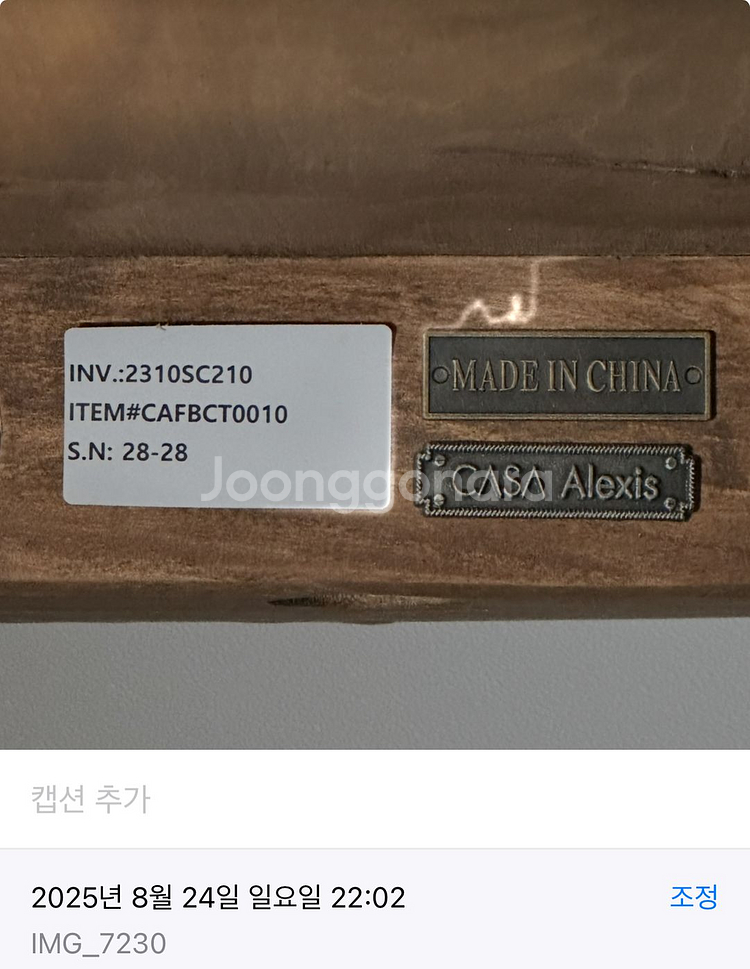 INV.:2310SC210
ITEM#CAFBCT0010
S.N: 28-28
MADE IN CHINA
CASA Alexis
Joonggonara
캡션 추가
2025년 8월 24일 일요일 22:02
조정
IMG_7230